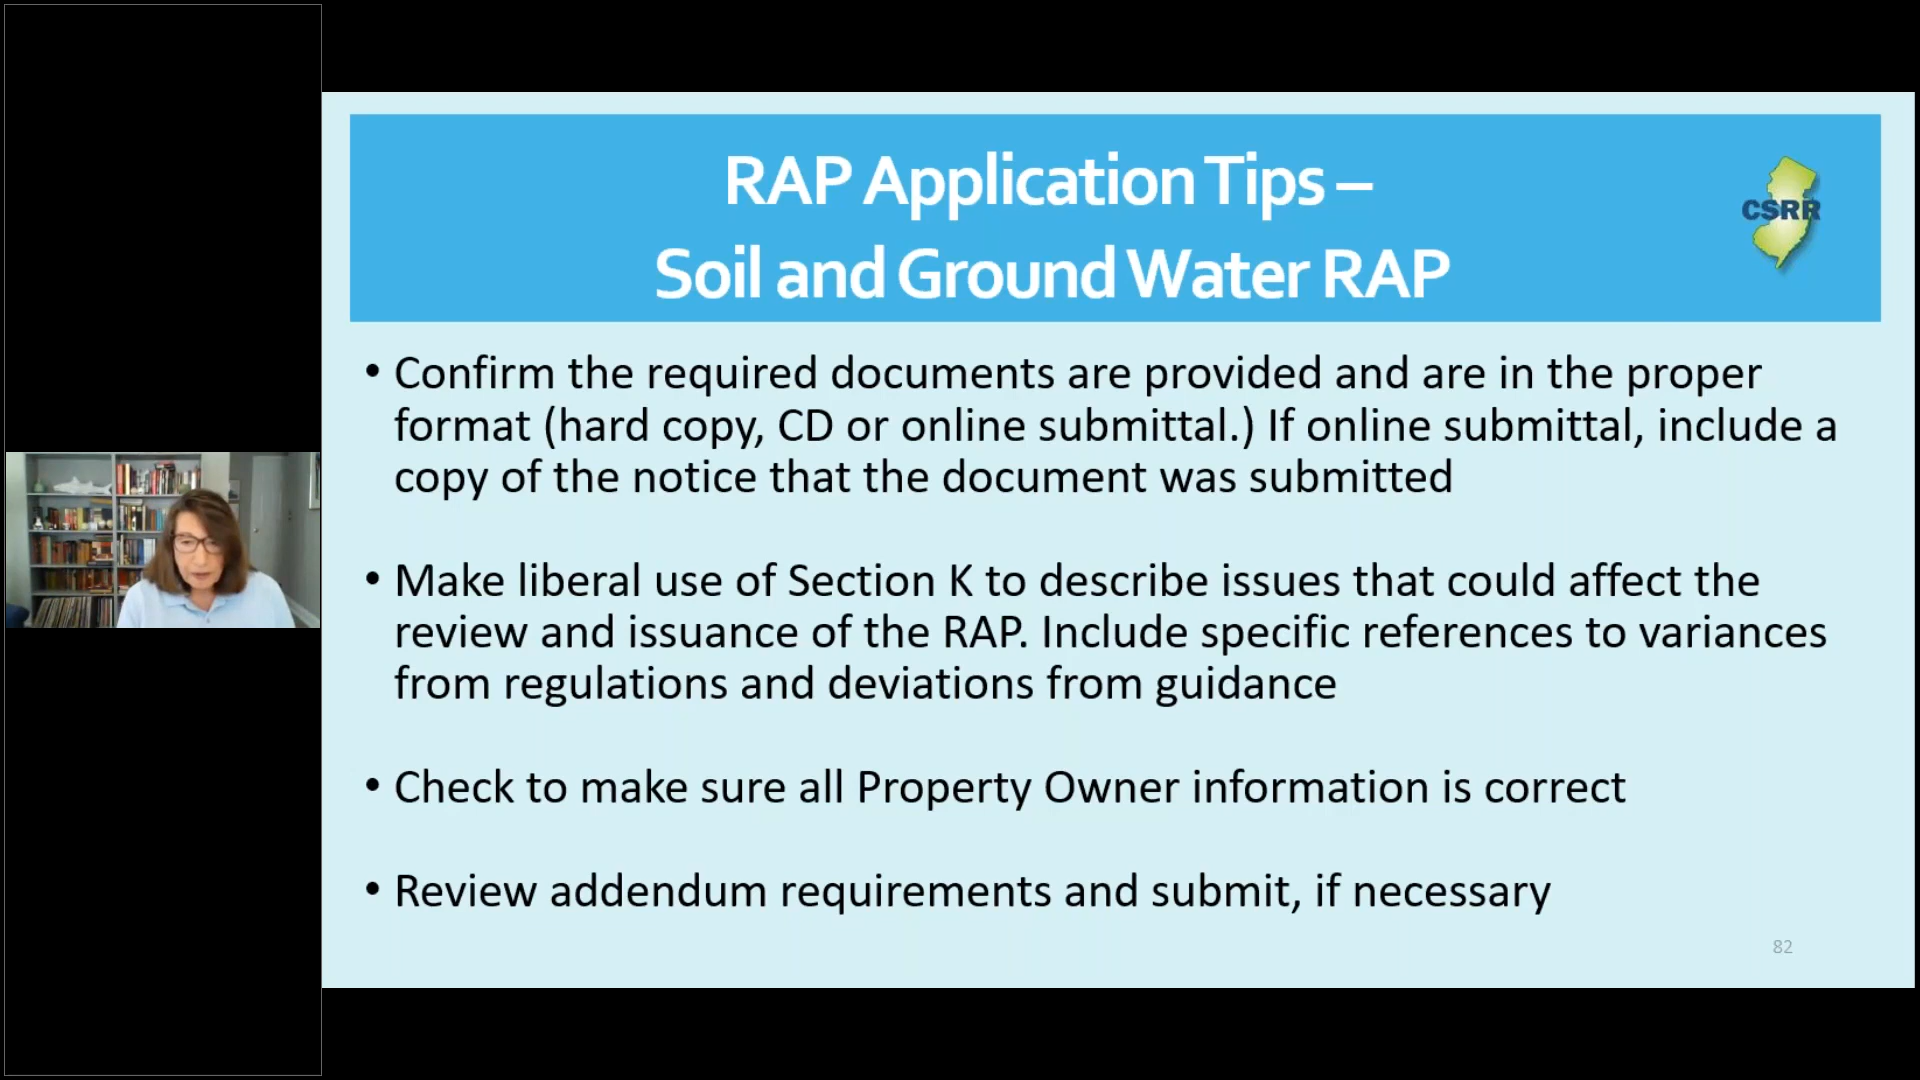 RAP Application Tips –
Soil and Ground Water RAP
CSRR
• Confirm the required documents are provided and are in the proper
format (hard copy, CD or online submittal.) If online submittal, include a
copy of the notice that the document was submitted
• Make liberal use of Section K to describe issues that could affect the
review and issuance of the RAP. Include specific references to variances
from regulations and deviations from guidance
• Check to make sure all Property Owner information is correct
• Review addendum requirements and submit, if necessary
82